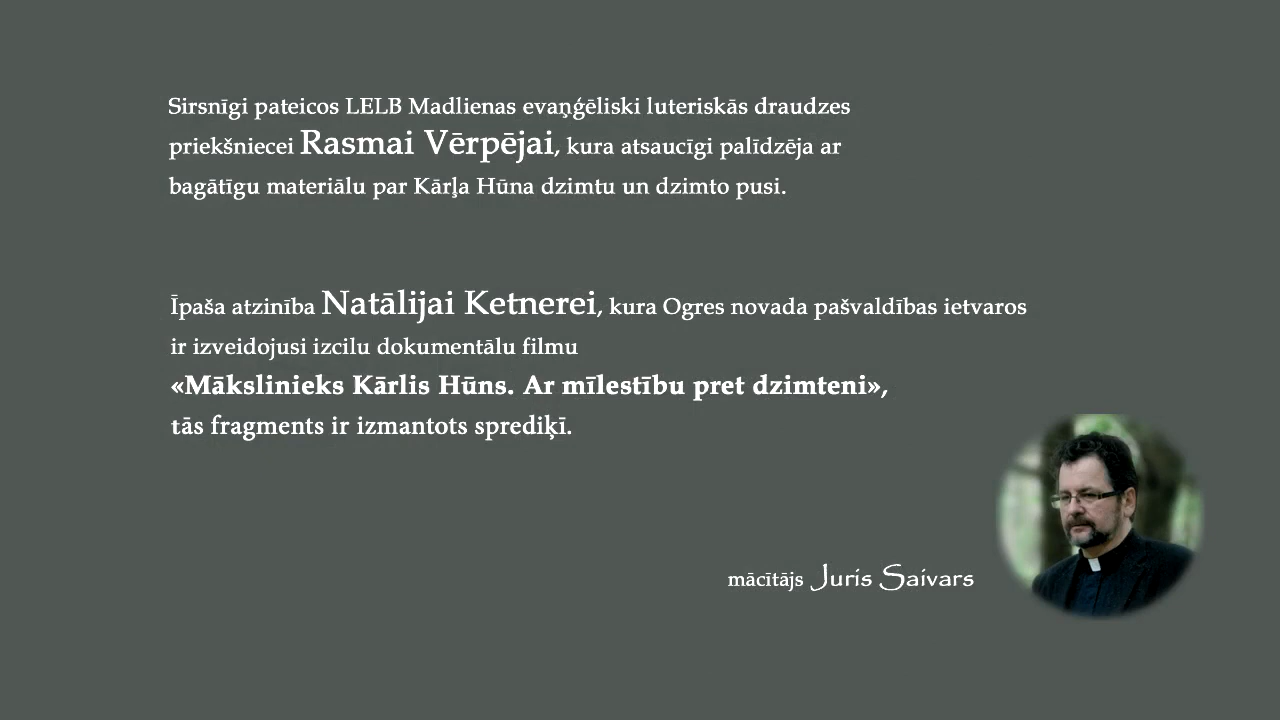 Sirsnīgi pateicos LELB Madlienas evaņģēliski luteriskās draudzes
priekšniecei Rasmai Vērpējai, kura atsaucīgi palīdzēja ar
bagātīgu materiālu par Kārļa Hūna dzimtu un dzimto pusi.
Īpaša atzinība Natālijai Ketnerei, kura Ogres novada pašvaldības ietvaros
ir izveidojusi izcilu dokumentālu filmu
«Mākslinieks Kārlis Hūns. Ar mīlestību pret dzimteni»,
tās fragments ir izmantots sprediķī.
mācītājs Juris Saivars